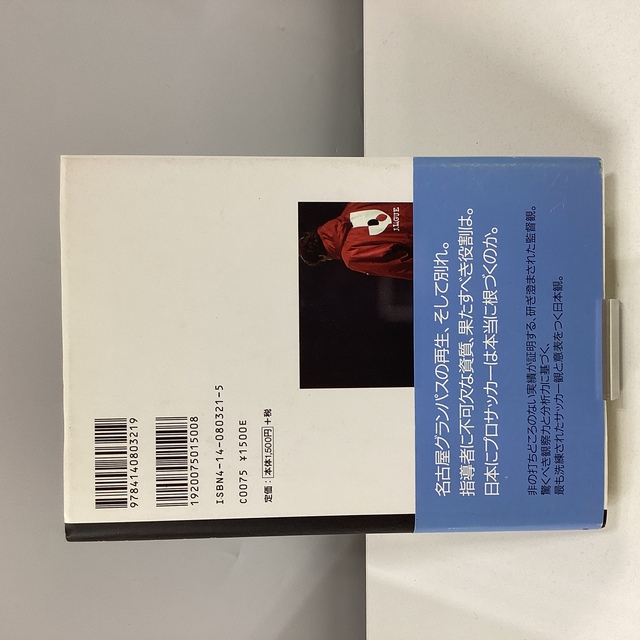 9784140803219
1920075015008
ISBN4-14-080321-5
C0075 ¥1500E
定価：本体1,500円＋税
J.LEAGUE
名古屋グランパスの再生、そして別れ。
指導者に不可欠な資質、果たすべき役割は。
日本にプロサッカーは本当に根づくのか。
非の打ちどころのない実績が証明する、研ぎ澄まされた監督観。
驚くべき観察力と分析力に基づく、
最も洗練されたサッカー観と意表をつく日本観。